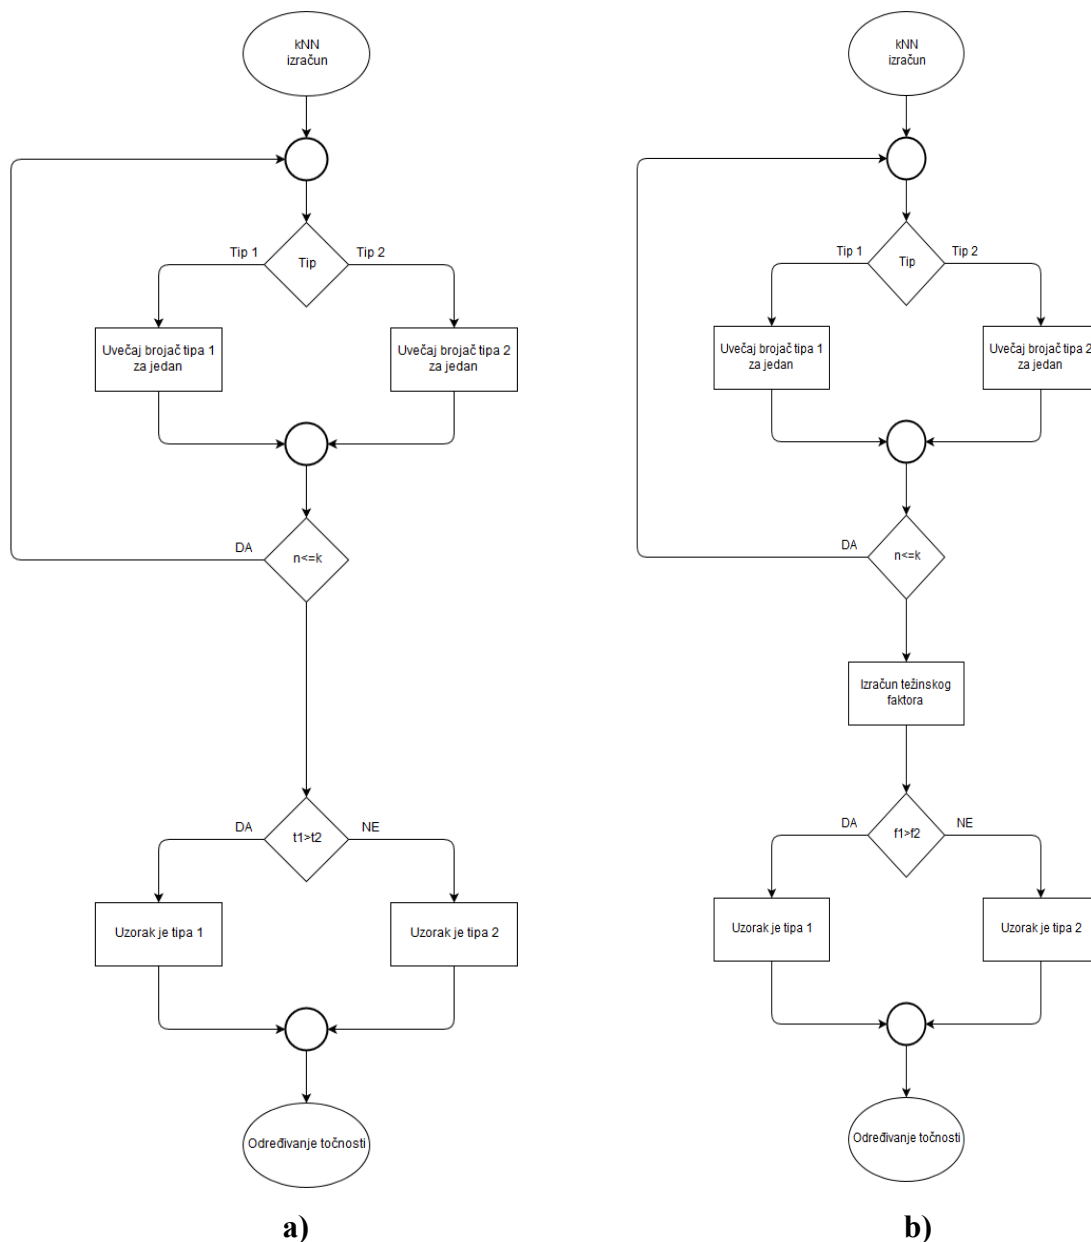 kNN
izračun
Tip 1
Tip
Tip 2
Uvečaj brojač tipa 1
za jedan
Uvečaj brojač tipa 2
za jedan
DA
n<=k
DA
t1>t2
NE
Uzorak je tipa 1
Uzorak je tipa 2
Određivanje točnosti
a)
kNN
izračun
Tip 1
Tip
Tip 2
Uvečaj brojač tipa 1
za jedan
Uvečaj brojač tipa 2
za jedan
DA
n<=k
Izračun težinskog
faktora
DA
f1>f2
NE
Uzorak je tipa 1
Uzorak je tipa 2
Određivanje točnosti
b)